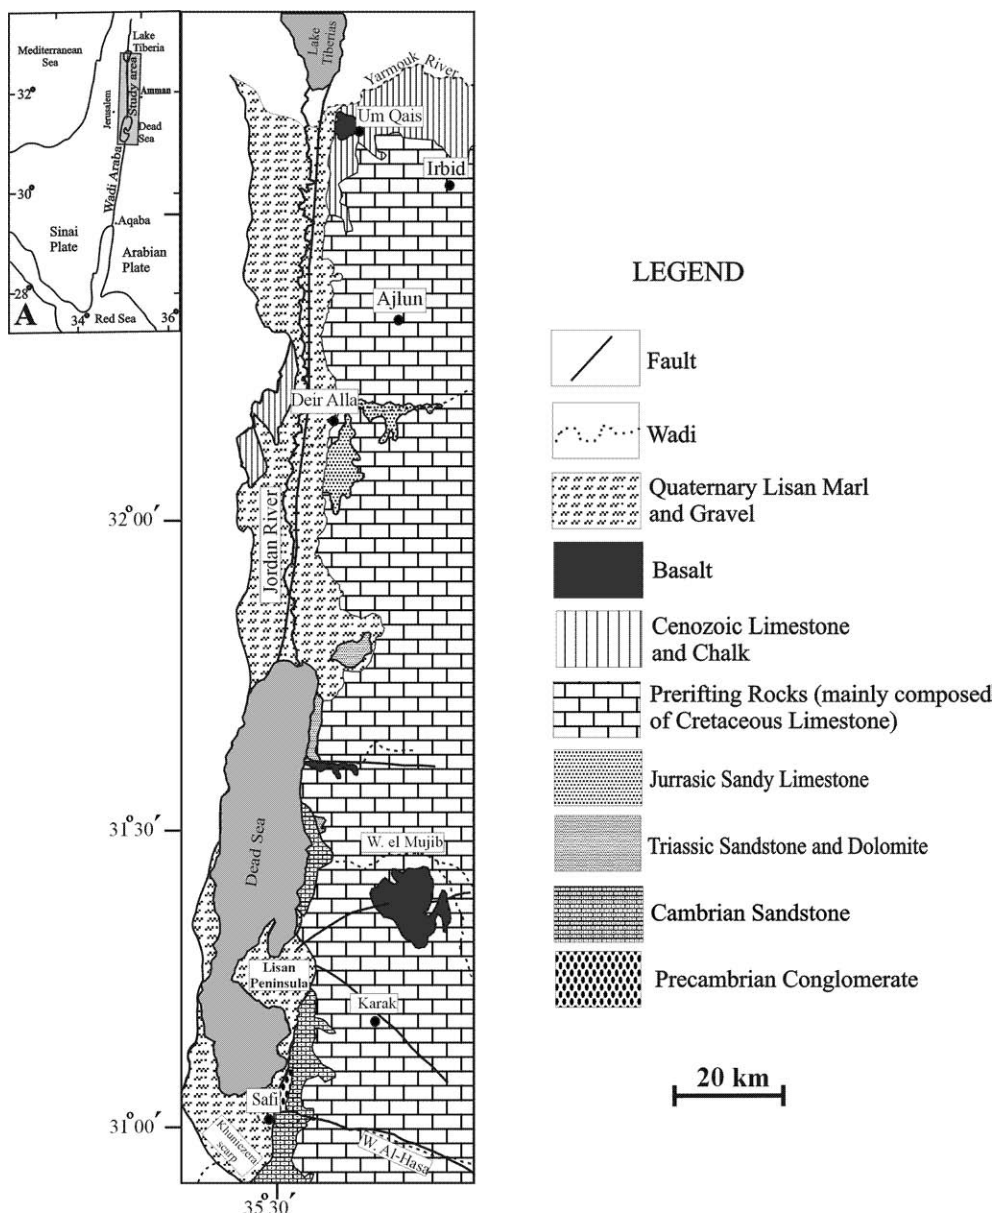 Lake
Tiberia
Mediterranean
Sea
32°
Study area
Amman
Jerusalem
Dead
Sea
Wadi Araba
30°
Aqaba
Sinai
Plate
Arabian
Plate
28°
A
34°
Red Sea
36°
Lake
Tiberias
Yarmouk River
Um Qais
Irbid
Ajlun
Deir Alla
32°00′
Jordan River
31°30′
Dead Sea
W. el Mujib
Lisan
Peninsula
Karak
Safi
31°00′
Khuniezera
scarp
W. Al-Hasa
35°30′
LEGEND
Fault
Wadi
Quaternary Lisan Marl
and Gravel
Basalt
Cenozoic Limestone
and Chalk
Prerifting Rocks (mainly composed
of Cretaceous Limestone)
Jurrasic Sandy Limestone
Triassic Sandstone and Dolomite
Cambrian Sandstone
Precambrian Conglomerate
20 km